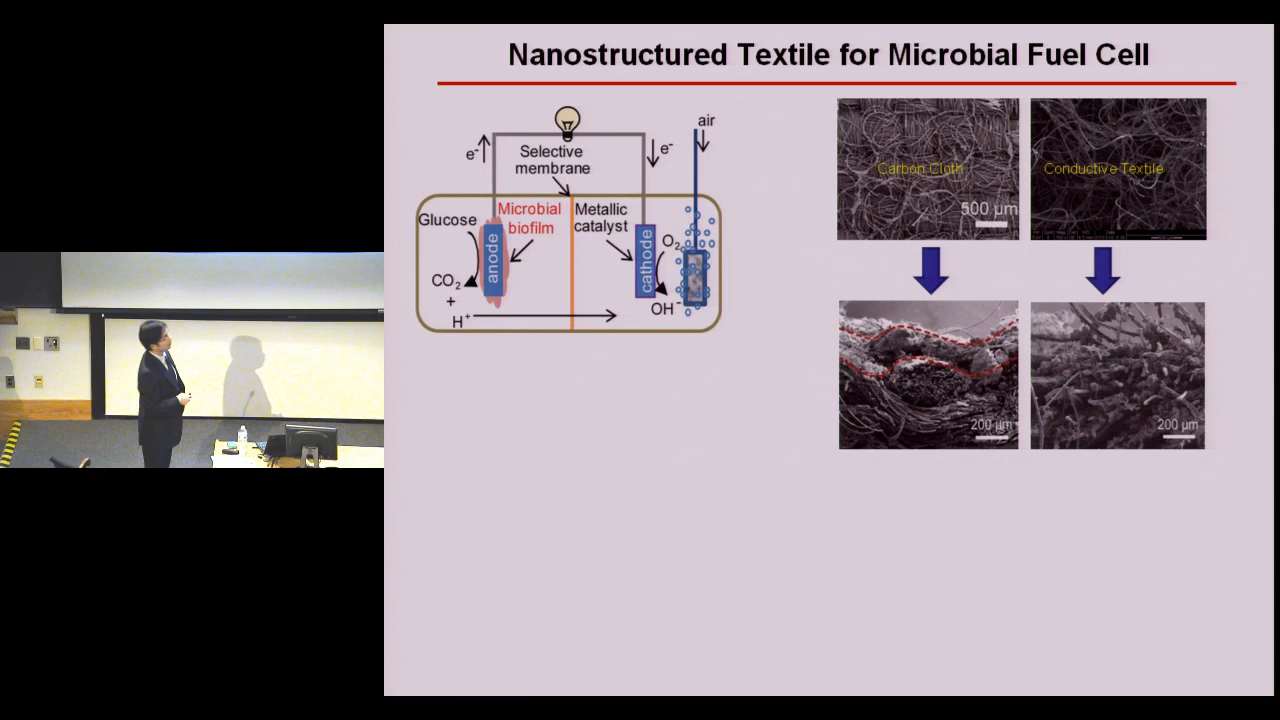 Nanostructured Textile for Microbial Fuel Cell
air
e⁻
Selective
membrane
e⁻
Glucose
Microbial
biofilm
Metallic
catalyst
anode
cathode
O₂
CO₂
+
H⁺
OH⁻
Carbon Cloth
500 µm
Conductive Textile
200 µm
200 µm